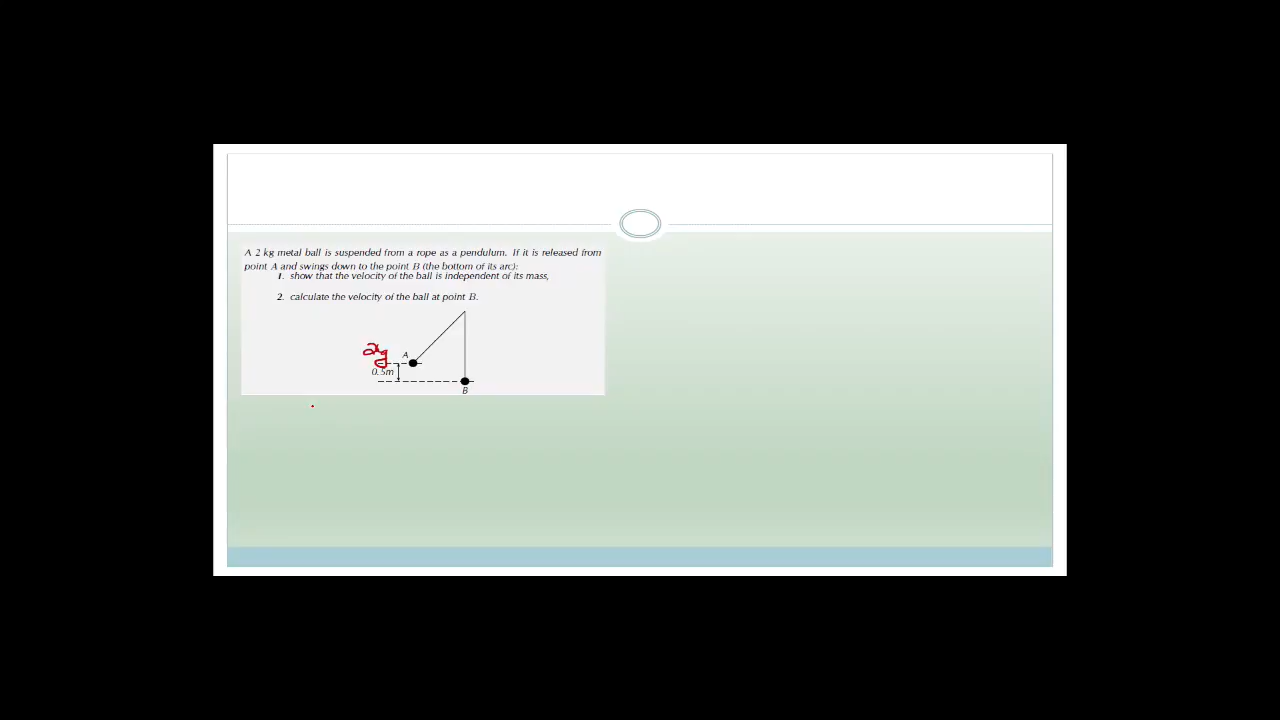 A 2 kg metal ball is suspended from a rope as a pendulum. If it is released from
point A and swings down to the point B (the bottom of its arc):
1. show that the velocity of the ball is independent of its mass,
2. calculate the velocity of the ball at point B.
A
0.5m
B